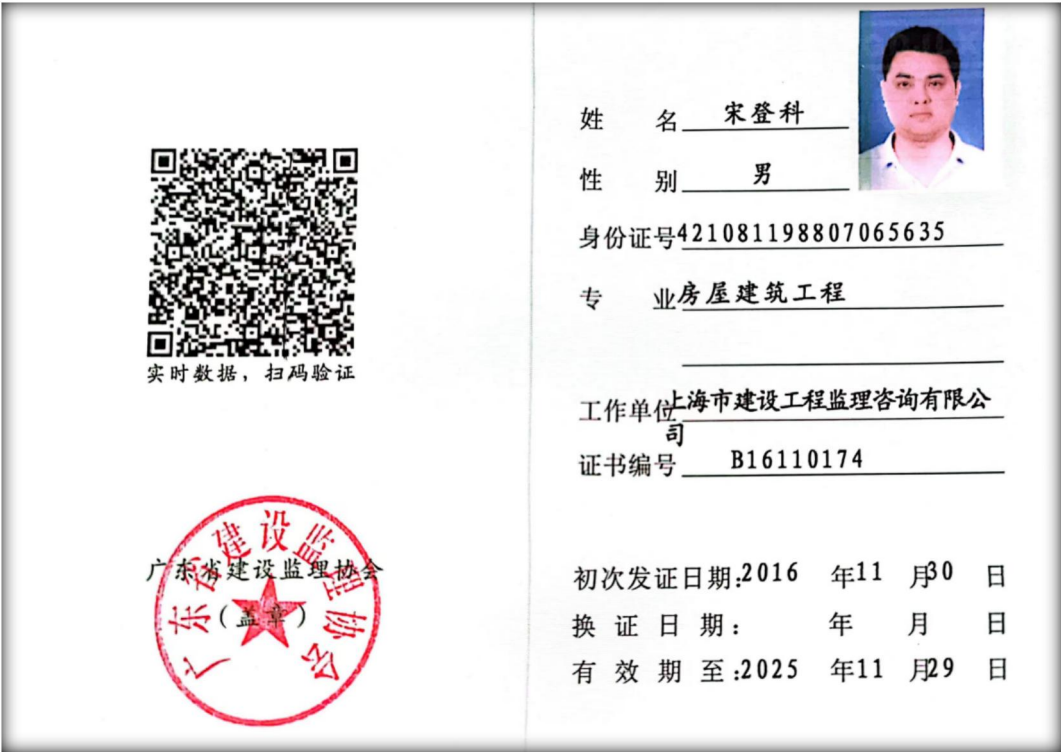 实时数据，扫码验证
广东省建设监理协会
（盖章）
广东省建设监理协会
姓 名 宋登科
性 别 男
身份证号 421081198807065635
专 业 房屋建筑工程
工作单位 上海市建设工程监理咨询有限公
司
证书编号 B16110174
初次发证日期:2016 年11 月30 日
换 证 日 期: 年 月 日
有 效 期 至:2025 年11 月29 日